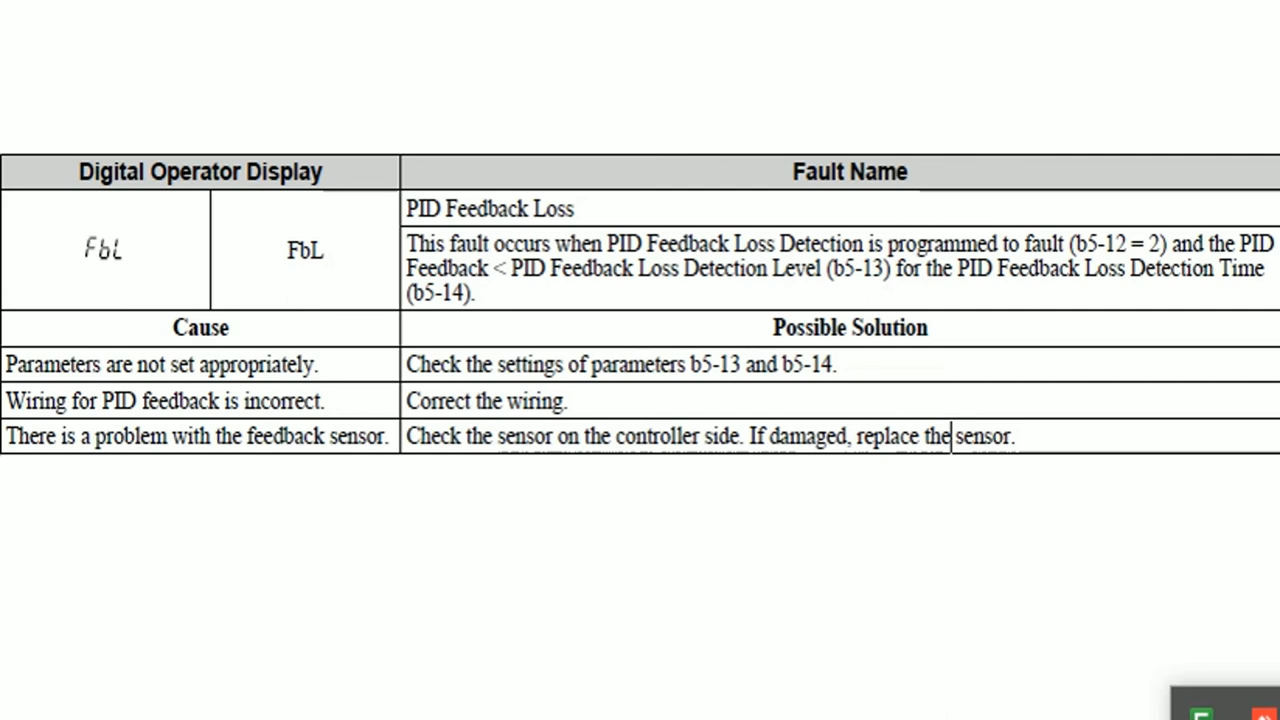 Digital Operator Display Fault Name
FbL FbL PID Feedback Loss
This fault occurs when PID Feedback Loss Detection is programmed to fault (b5-12 = 2) and the PID
Feedback < PID Feedback Loss Detection Level (b5-13) for the PID Feedback Loss Detection Time
(b5-14).
Cause Possible Solution
Parameters are not set appropriately. Check the settings of parameters b5-13 and b5-14.
Wiring for PID feedback is incorrect. Correct the wiring.
There is a problem with the feedback sensor. Check the sensor on the controller side. If damaged, replace the sensor.